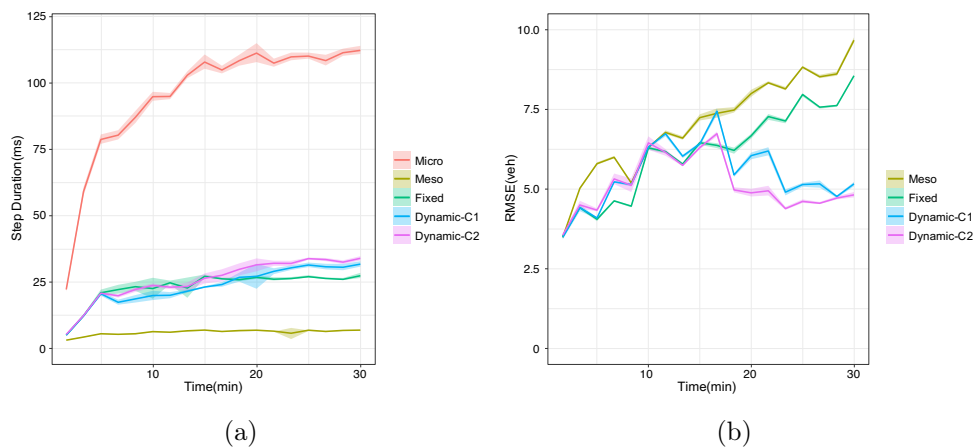 125
100
75
50
25
0
Step Duration(ms)
10
20
30
Time(min)
Micro
Meso
Fixed
Dynamic-C1
Dynamic-C2
(a)
10.0
7.5
5.0
2.5
0.0
RMSE(veh)
10
20
30
Time(min)
Meso
Fixed
Dynamic-C1
Dynamic-C2
(b)